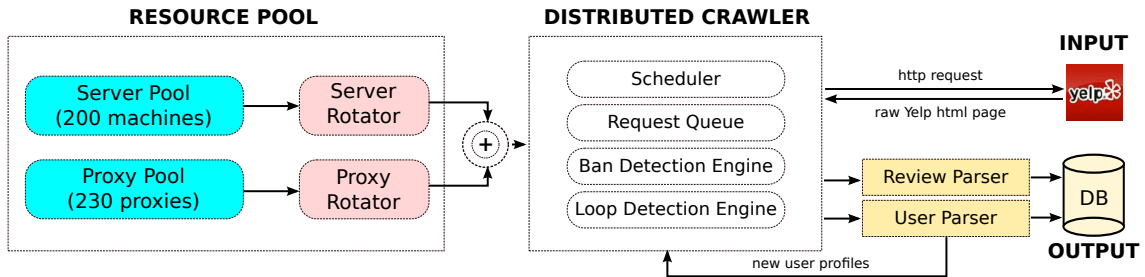 RESOURCE POOL
Server Pool
(200 machines)
Server
Rotator
Proxy Pool
(230 proxies)
Proxy
Rotator
+
DISTRIBUTED CRAWLER
Scheduler
Request Queue
Ban Detection Engine
Loop Detection Engine
INPUT
http request
raw Yelp html page
yelp
Review Parser
User Parser
new user profiles
DB
OUTPUT